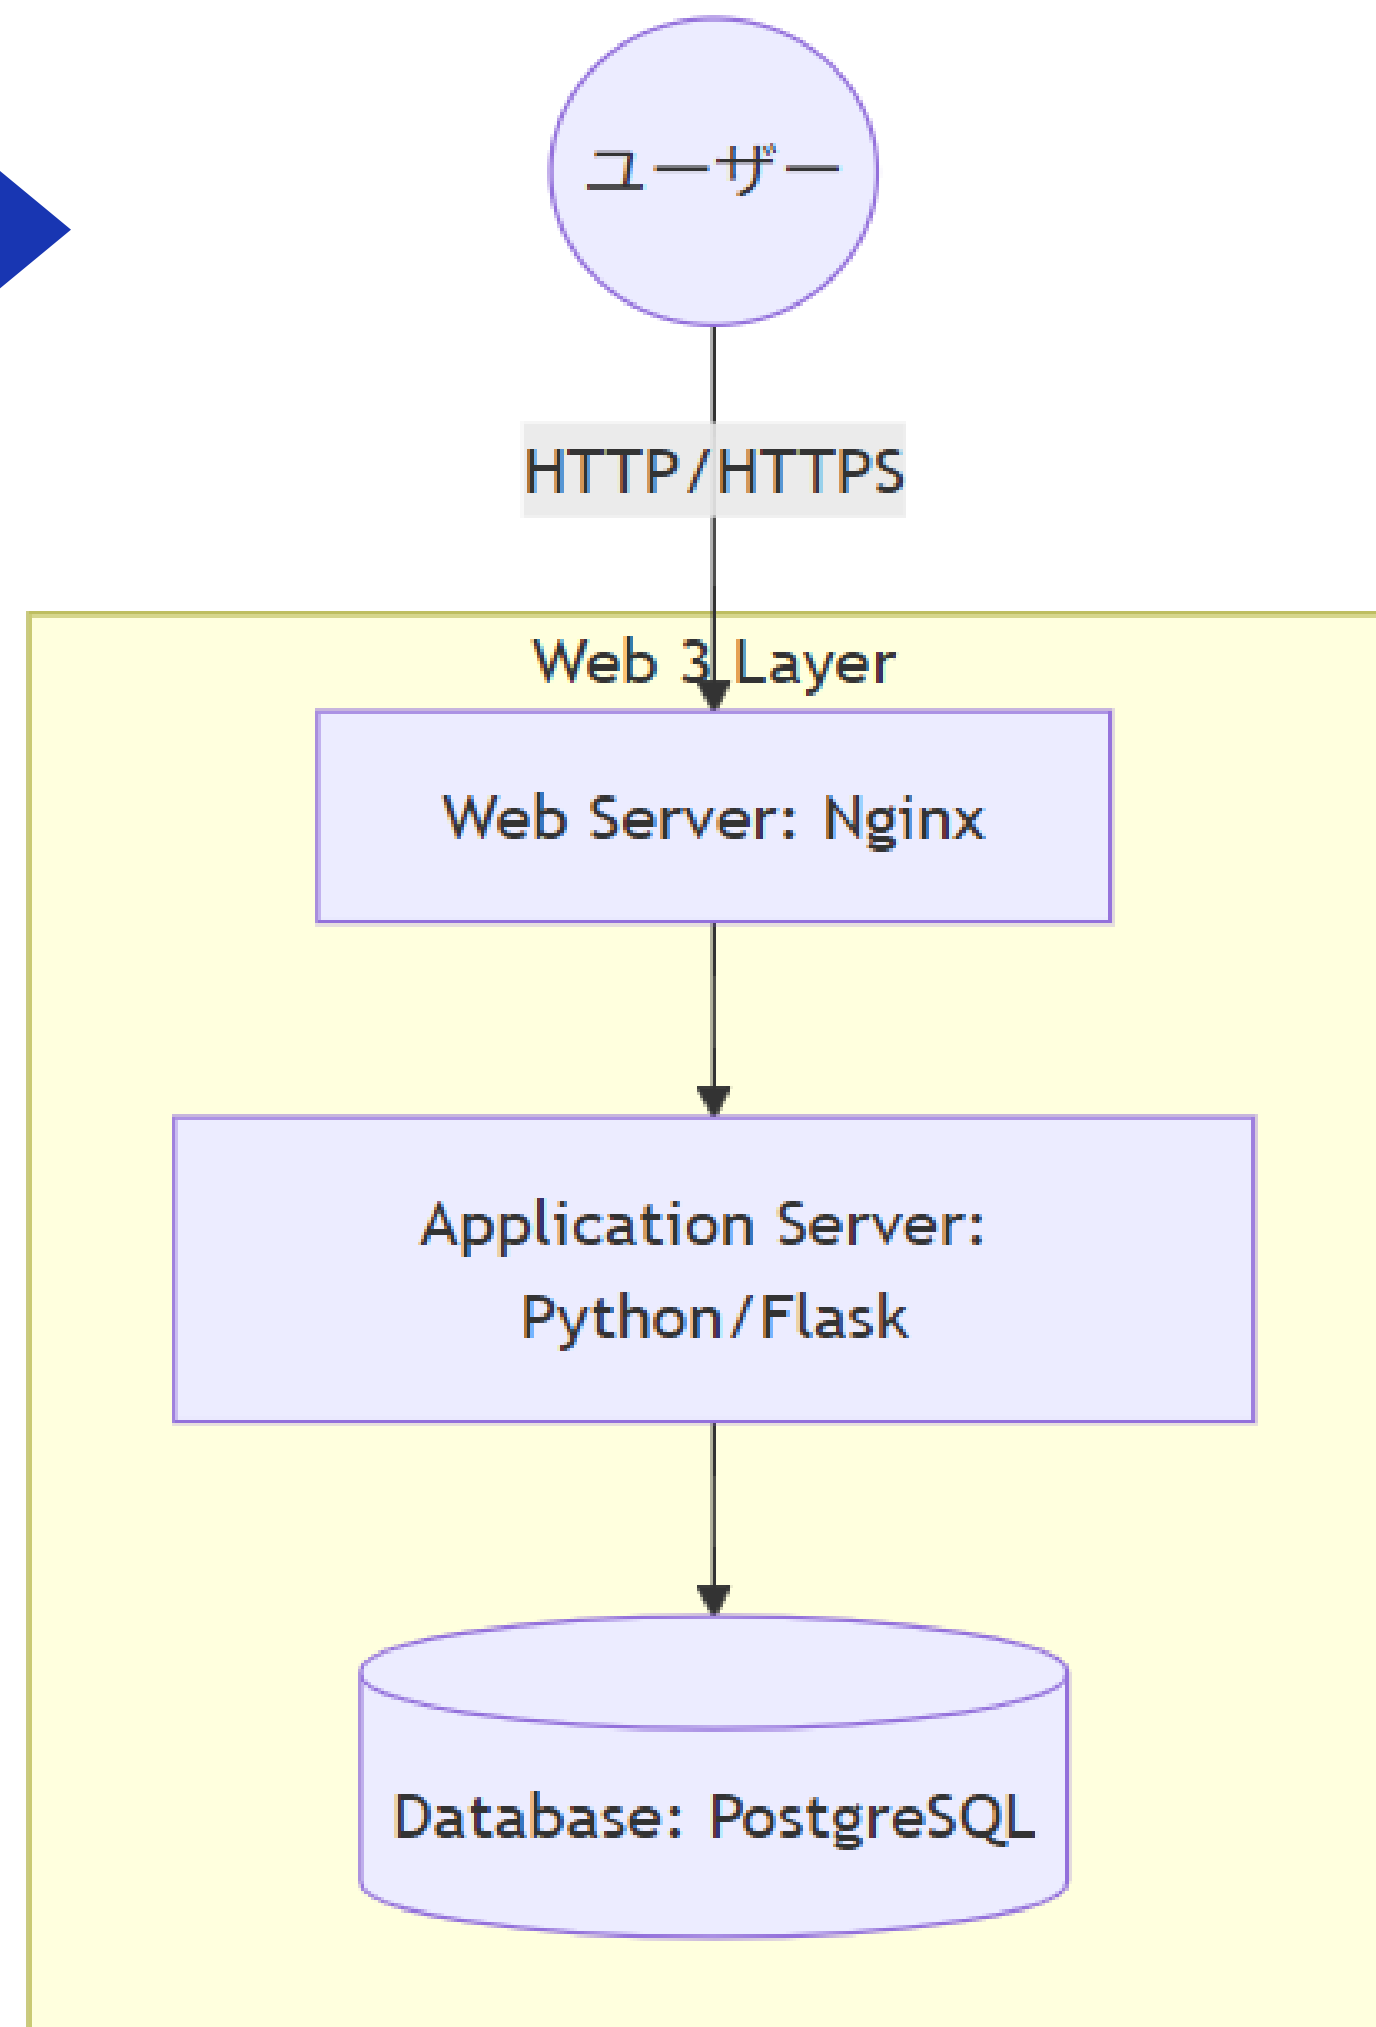 ユーザー
HTTP/HTTPS
Web 3 Layer
Web Server: Nginx
Application Server:
Python/Flask
Database: PostgreSQL